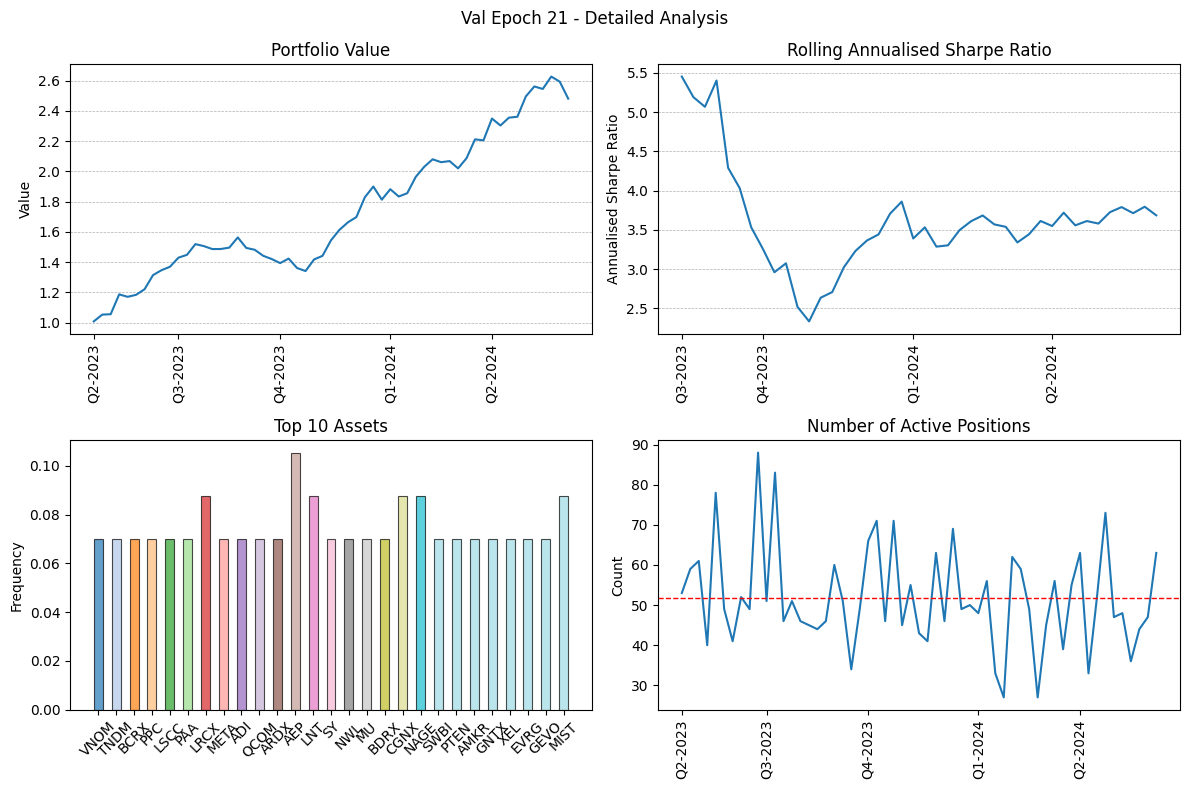 Val Epoch 21 - Detailed Analysis
Portfolio Value
Value
2.6
2.4
2.2
2.0
1.8
1.6
1.4
1.2
1.0
Q2-2023
Q3-2023
Q4-2023
Q1-2024
Q2-2024
Rolling Annualised Sharpe Ratio
Annualised Sharpe Ratio
5.5
5.0
4.5
4.0
3.5
3.0
2.5
Q3-2023
Q4-2023
Q1-2024
Q2-2024
Top 10 Assets
Frequency
0.10
0.08
0.06
0.04
0.02
0.00
VNOM
TNDM
BCRX
PPC
LSCC
PAA
LRCX
META
ADI
QCOM
ARDX
AEP
LNT
SY
NWL
MU
BDRX
CGNX
NAGE
SWBI
PTEN
AMKR
GNTX
XEL
EVRG
GEVO
MIST
Number of Active Positions
Count
90
80
70
60
50
40
30
Q2-2023
Q3-2023
Q4-2023
Q1-2024
Q2-2024